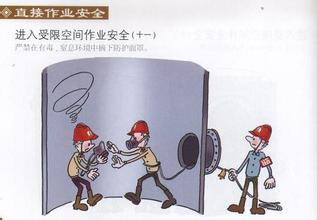 直接作业安全
进入受限空间作业安全(十一)
严禁在有毒、窒息环境中摘下防护面罩。